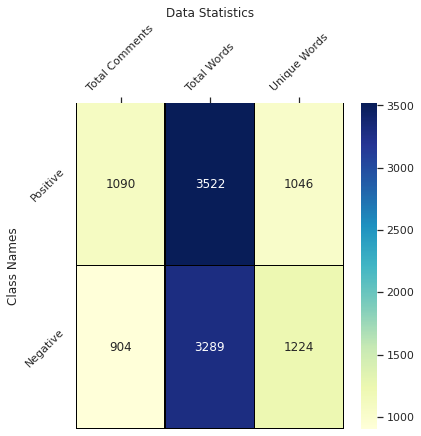 Data Statistics
Total Comments Total Words Unique Words
Positive 1090 3522 1046
Negative 904 3289 1224
Class Names
3500
3000
2500
2000
1500
1000